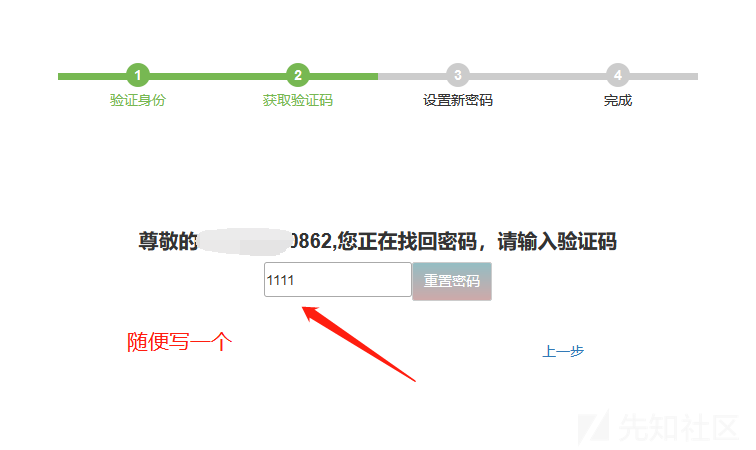 1 2 3 4
验证身份 获取验证码 设置新密码 完成
尊敬的 0862,您正在找回密码，请输入验证码
1111 重置密码
随便写一个
上一步
先知社区